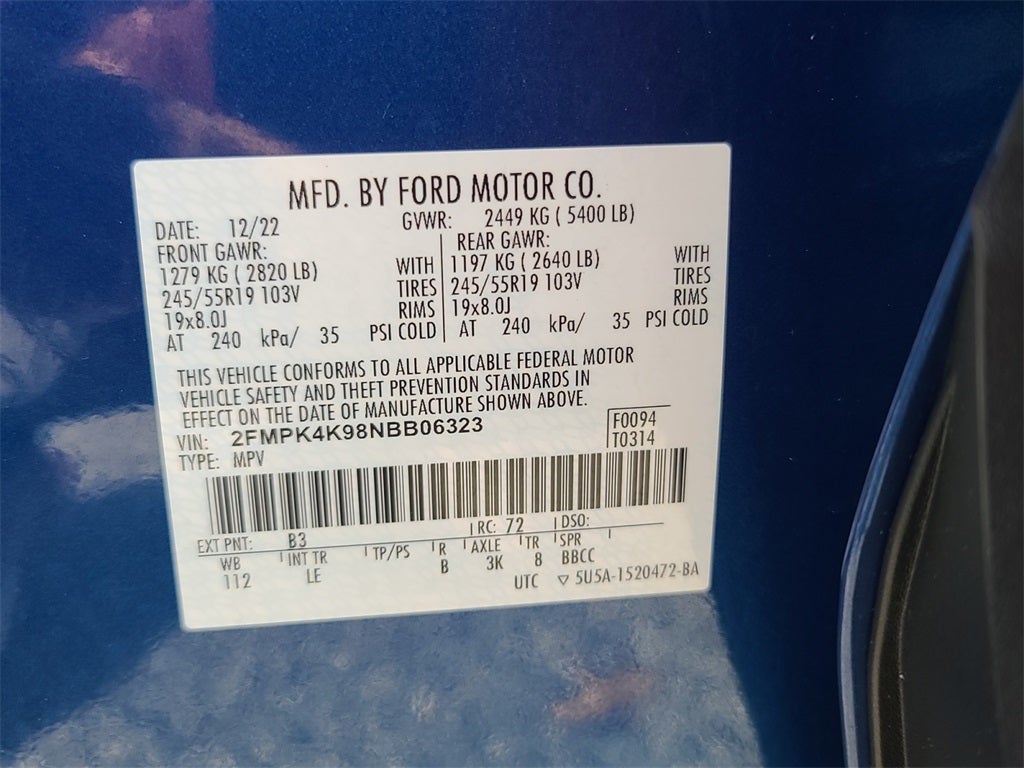 MFD. BY FORD MOTOR CO.
DATE: 12/22 GVWR: 2449 KG ( 5400 LB)
FRONT GAWR: REAR GAWR:
1279 KG ( 2820 LB) WITH 1197 KG ( 2640 LB) WITH
245/55R19 103V TIRES 245/55R19 103V TIRES
19x8.0J RIMS 19x8.0J RIMS
AT 240 kPa/ 35 PSI COLD AT 240 kPa/ 35 PSI COLD
THIS VEHICLE CONFORMS TO ALL APPLICABLE FEDERAL MOTOR
VEHICLE SAFETY AND THEFT PREVENTION STANDARDS IN
EFFECT ON THE DATE OF MANUFACTURE SHOWN ABOVE.
VIN: 2FMPK4K98NBB06323 F0094
TYPE: MPV T0314
EXT PNT: B3 RC: 72 DSO:
WB INT TR TP/PS R AXLE TR SPR
112 LE B 3K 8 BBCC
UTC ▽ 5U5A-1520472-BA